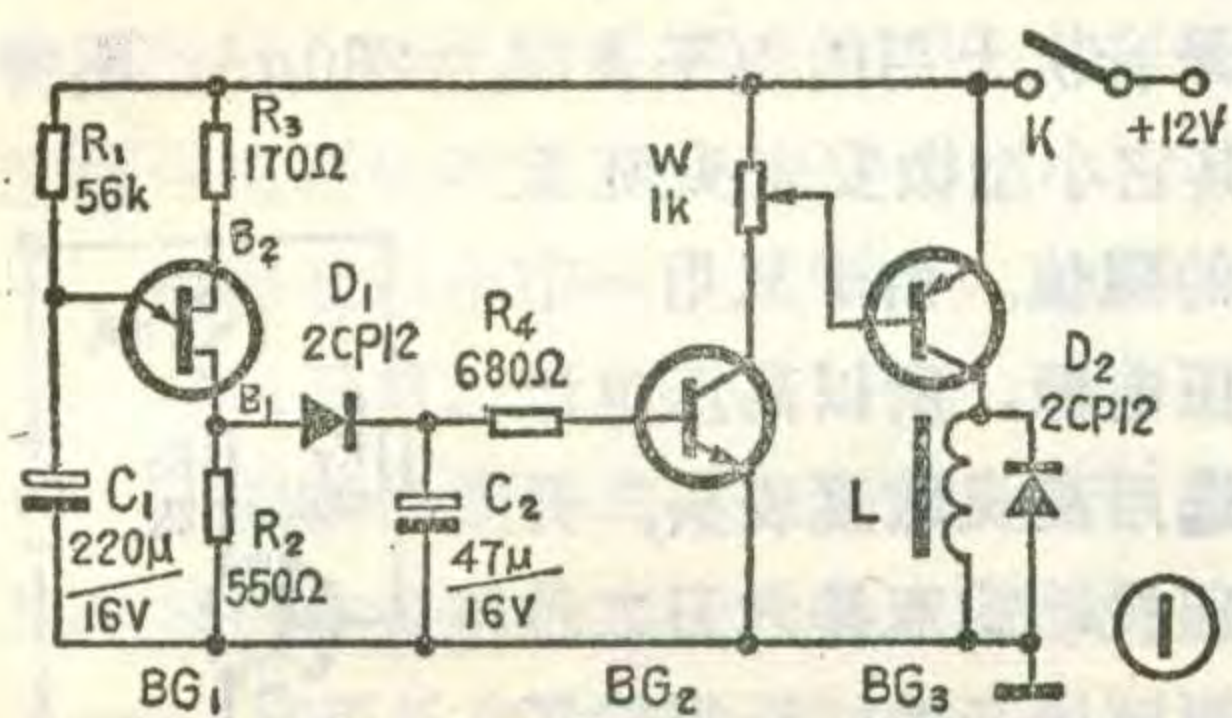 R₁
56k
R₃
170Ω
B₂
B₁
C₁
220μ
16V
R₂
550Ω
D₁
2CP12
R₄
680Ω
C₂
47μ
16V
W
1k
K
+12V
D₂
2CP12
L
1
BG₁
BG₂
BG₃